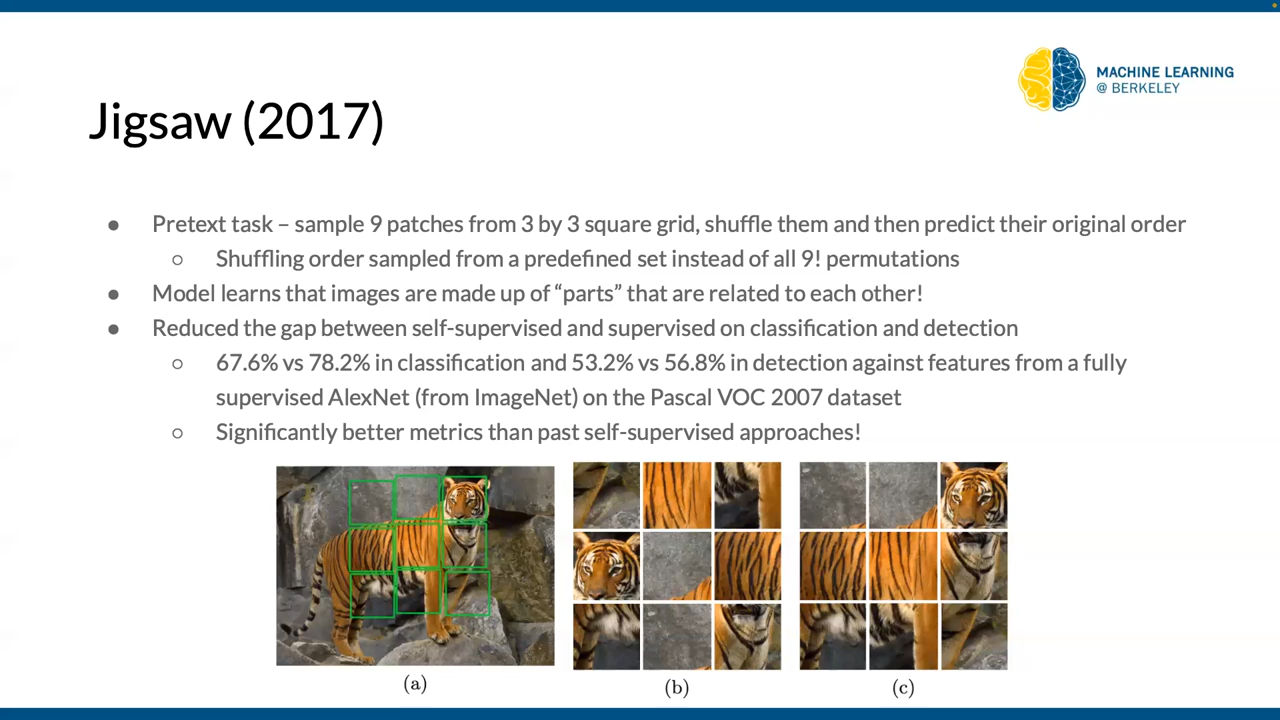 MACHINE LEARNING
@ BERKELEY
Jigsaw (2017)
● Pretext task – sample 9 patches from 3 by 3 square grid, shuffle them and then predict their original order
○ Shuffling order sampled from a predefined set instead of all 9! permutations
● Model learns that images are made up of “parts” that are related to each other!
● Reduced the gap between self-supervised and supervised on classification and detection
○ 67.6% vs 78.2% in classification and 53.2% vs 56.8% in detection against features from a fully
supervised AlexNet (from ImageNet) on the Pascal VOC 2007 dataset
○ Significantly better metrics than past self-supervised approaches!
(a)
(b)
(c)